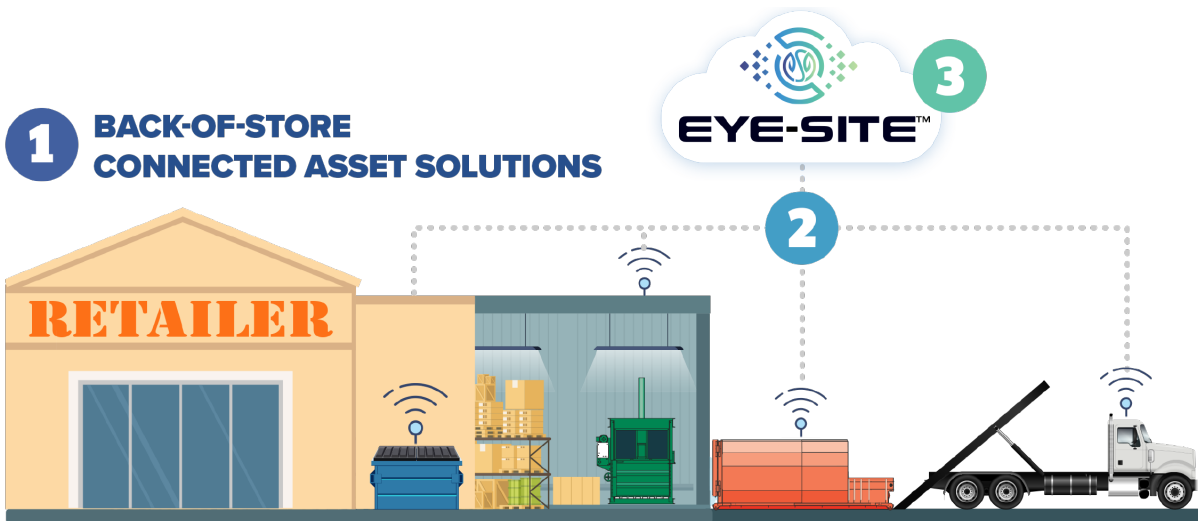 1
BACK-OF-STORE
CONNECTED ASSET SOLUTIONS
3
EYE-SITE™
2
RETAILER